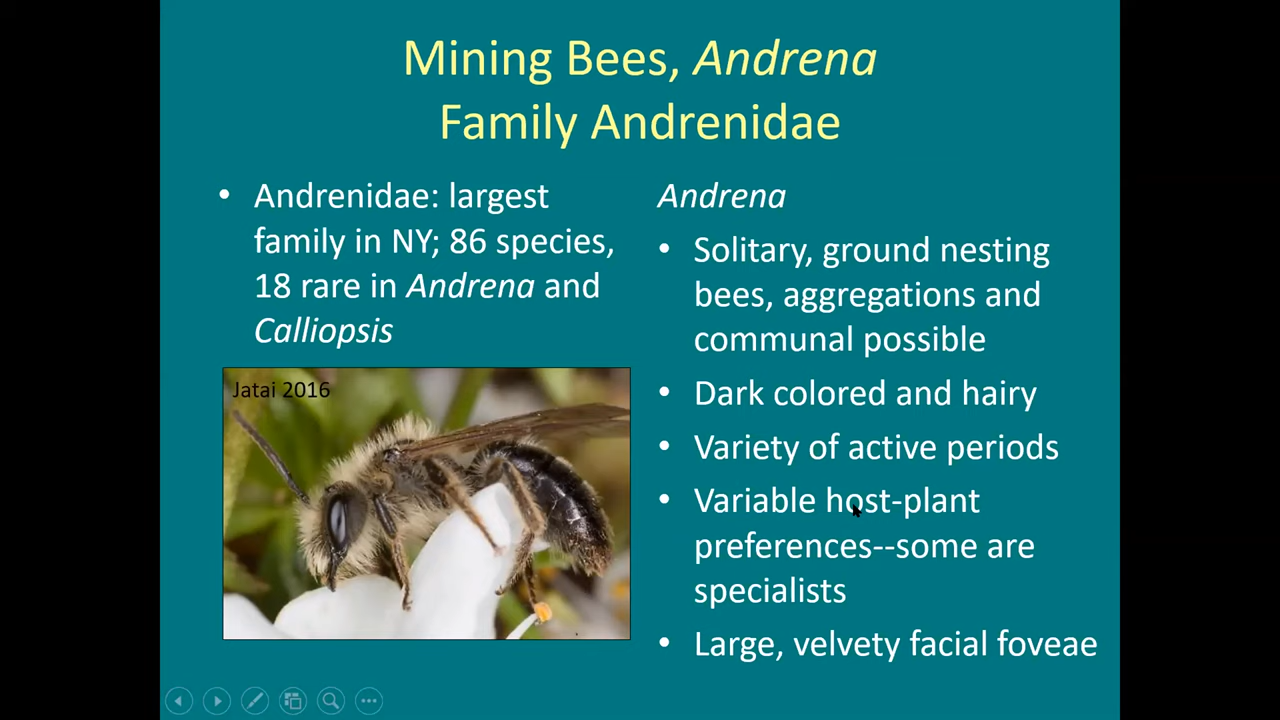 Mining Bees, Andrena
Family Andrenidae
• Andrenidae: largest
family in NY; 86 species,
18 rare in Andrena and
Calliopsis
Jatai 2016
Andrena
• Solitary, ground nesting
bees, aggregations and
communal possible
• Dark colored and hairy
• Variety of active periods
• Variable host-plant
preferences--some are
specialists
• Large, velvety facial foveae